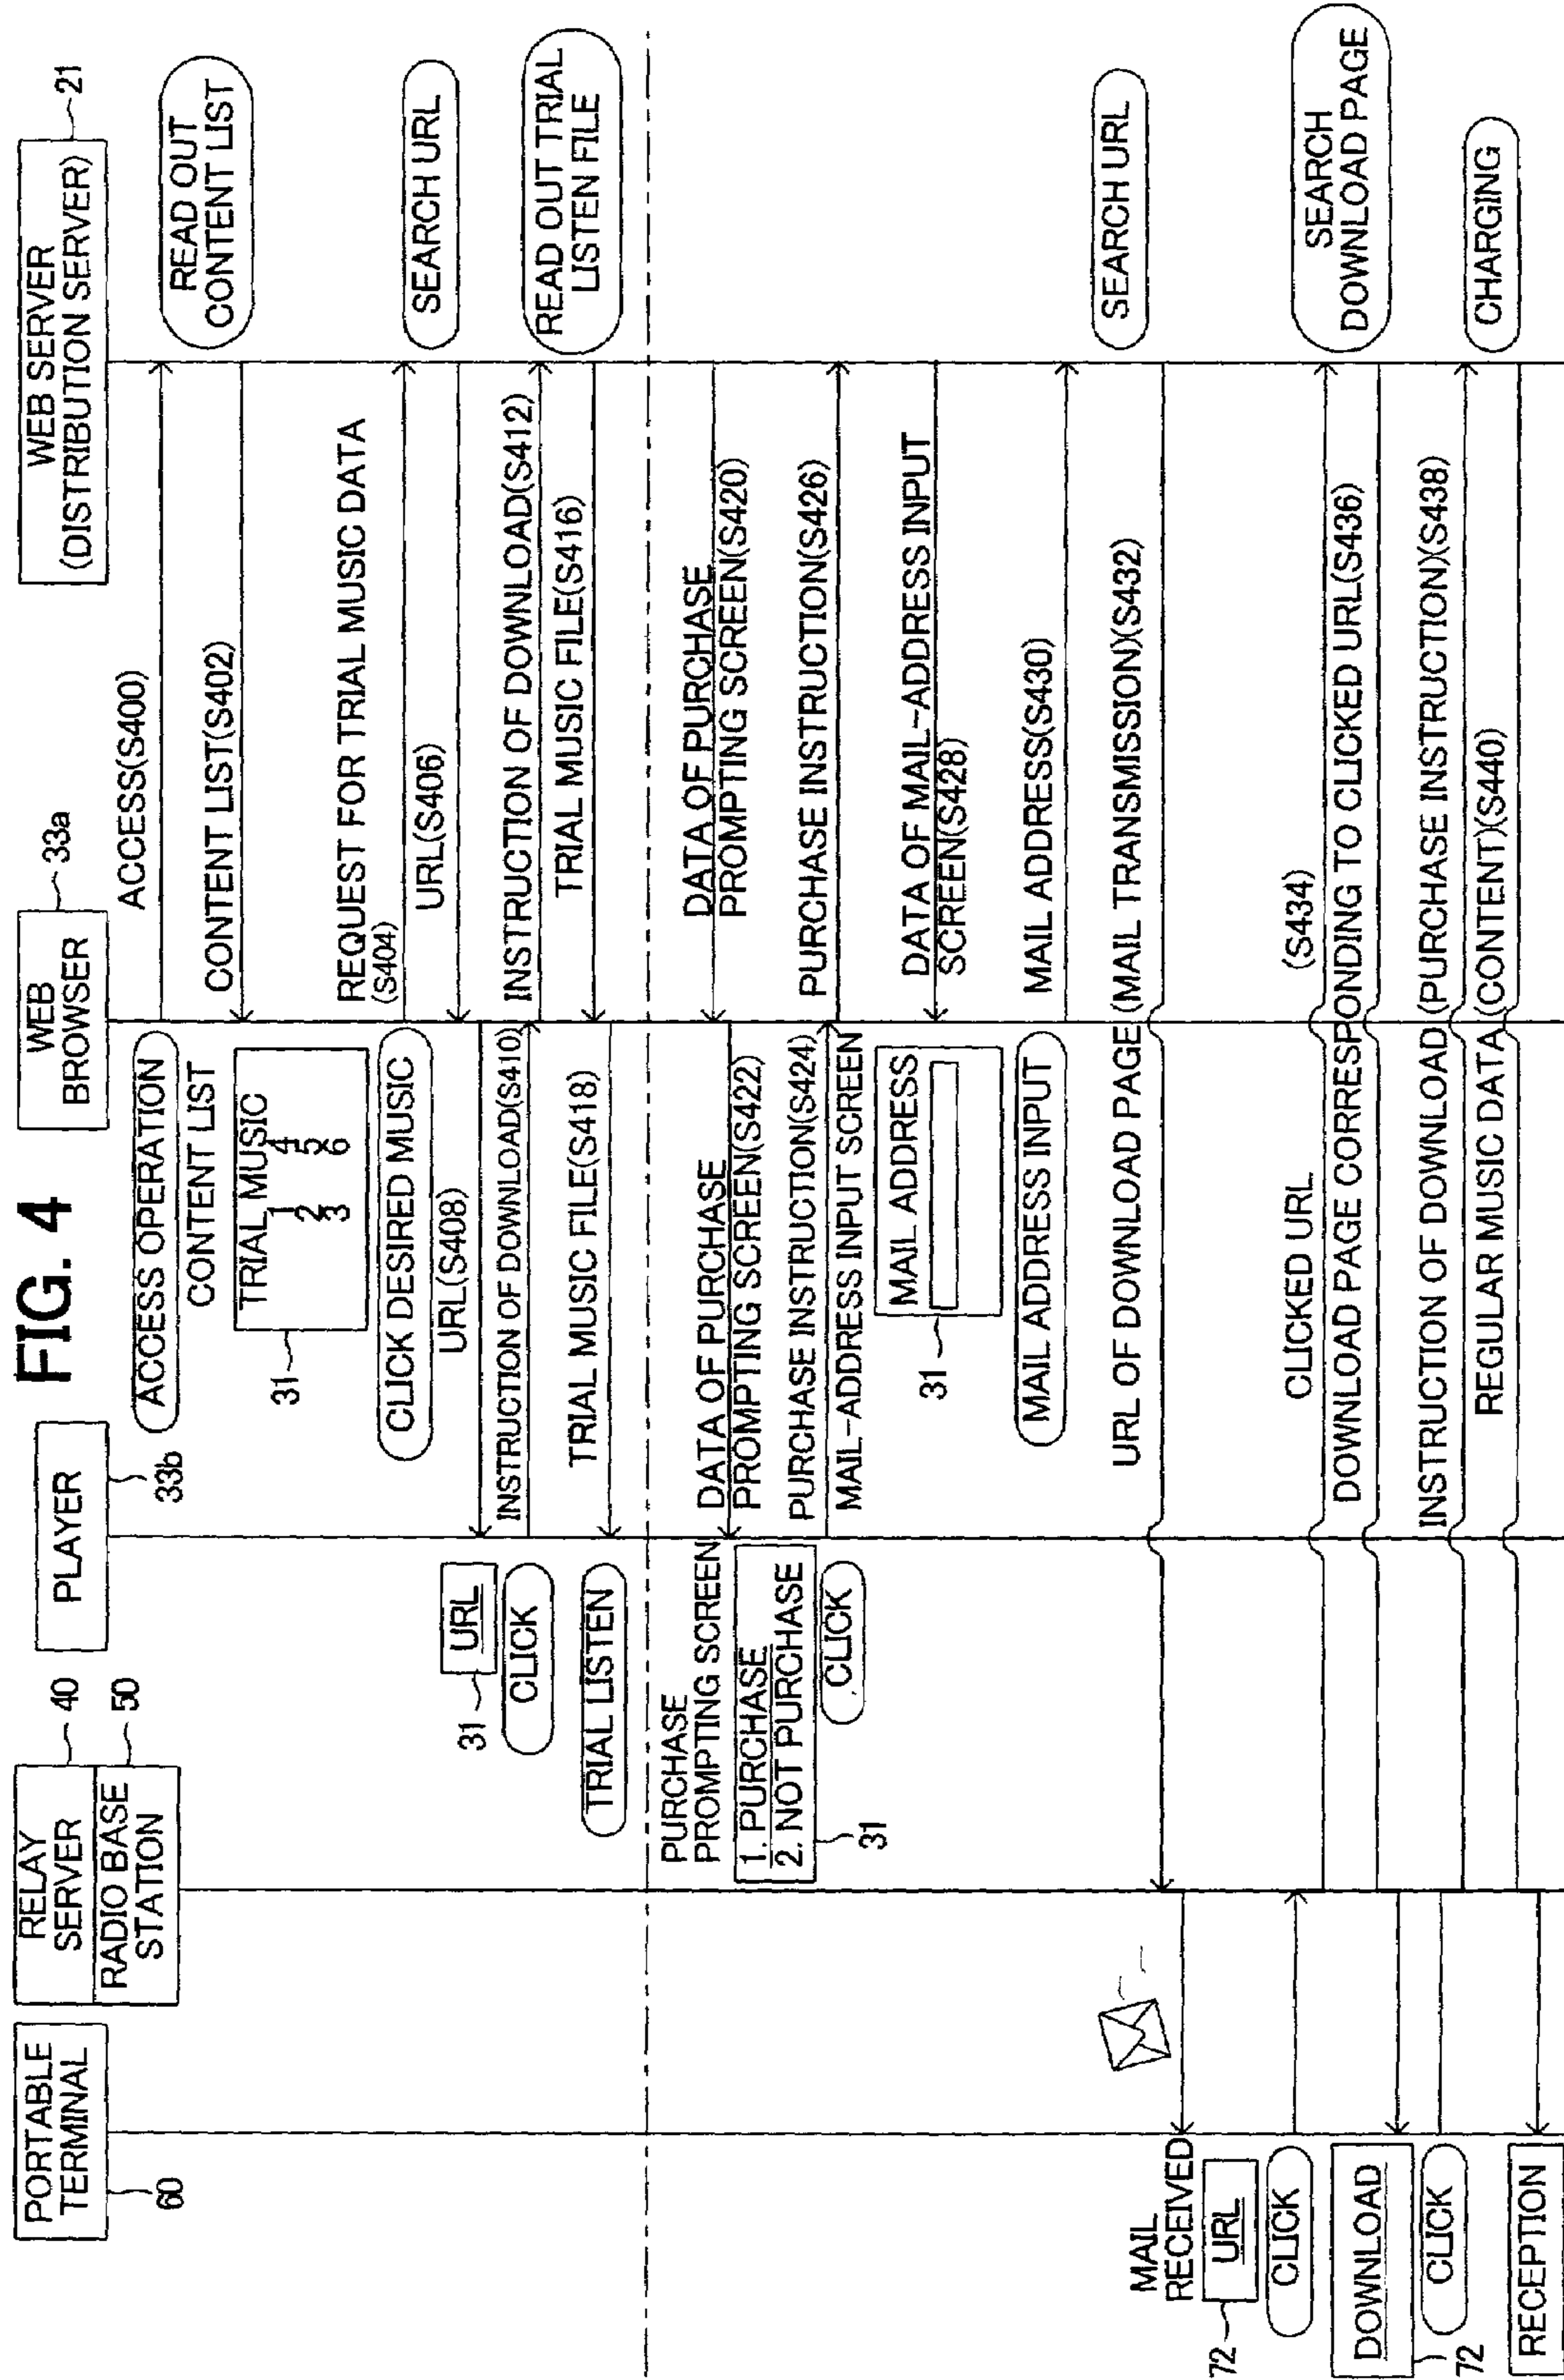 FIG. 4
PORTABLE
TERMINAL
60
RELAY
SERVER
40
RADIO BASE
STATION
50
PLAYER
33b
WEB
BROWSER
33a
WEB SERVER
(DISTRIBUTION SERVER)
21
ACCESS OPERATION
ACCESS(S400)
READ OUT
CONTENT LIST
CONTENT LIST(S402)
CONTENT LIST
TRIAL MUSIC
1 4
2 5
3 6
31
CLICK DESIRED MUSIC
REQUEST FOR TRIAL MUSIC DATA
(S404)
SEARCH URL
URL(S406)
URL(S408)
URL
31
CLICK
INSTRUCTION OF DOWNLOAD(S410)
INSTRUCTION OF DOWNLOAD(S412)
READ OUT TRIAL
LISTEN FILE
TRIAL MUSIC FILE(S416)
TRIAL MUSIC FILE(S418)
TRIAL LISTEN
DATA OF PURCHASE
PROMPTING SCREEN(S420)
DATA OF PURCHASE
PROMPTING SCREEN(S422)
PURCHASE
PROMPTING SCREEN
1. PURCHASE
2. NOT PURCHASE
31
CLICK
PURCHASE INSTRUCTION(S424)
PURCHASE INSTRUCTION(S426)
DATA OF MAIL-ADDRESS INPUT
SCREEN(S428)
MAIL-ADDRESS INPUT SCREEN
MAIL ADDRESS
31
MAIL ADDRESS INPUT
MAIL ADDRESS(S430)
SEARCH URL
URL OF DOWNLOAD PAGE (MAIL TRANSMISSION)(S432)
MAIL
RECEIVED
URL
72
CLICK
CLICKED URL
(S434)
SEARCH
DOWNLOAD PAGE
DOWNLOAD PAGE CORRESPONDING TO CLICKED URL(S436)
DOWNLOAD
72
CLICK
INSTRUCTION OF DOWNLOAD (PURCHASE INSTRUCTION)(S438)
CHARGING
REGULAR MUSIC DATA (CONTENT)(S440)
RECEPTION